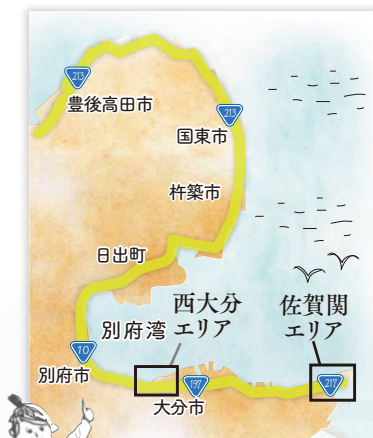 213
豊後高田市
213
国東市
杵築市
日出町
別府湾
西大分
エリア
佐賀関
エリア
10
別府市
197
大分市
217